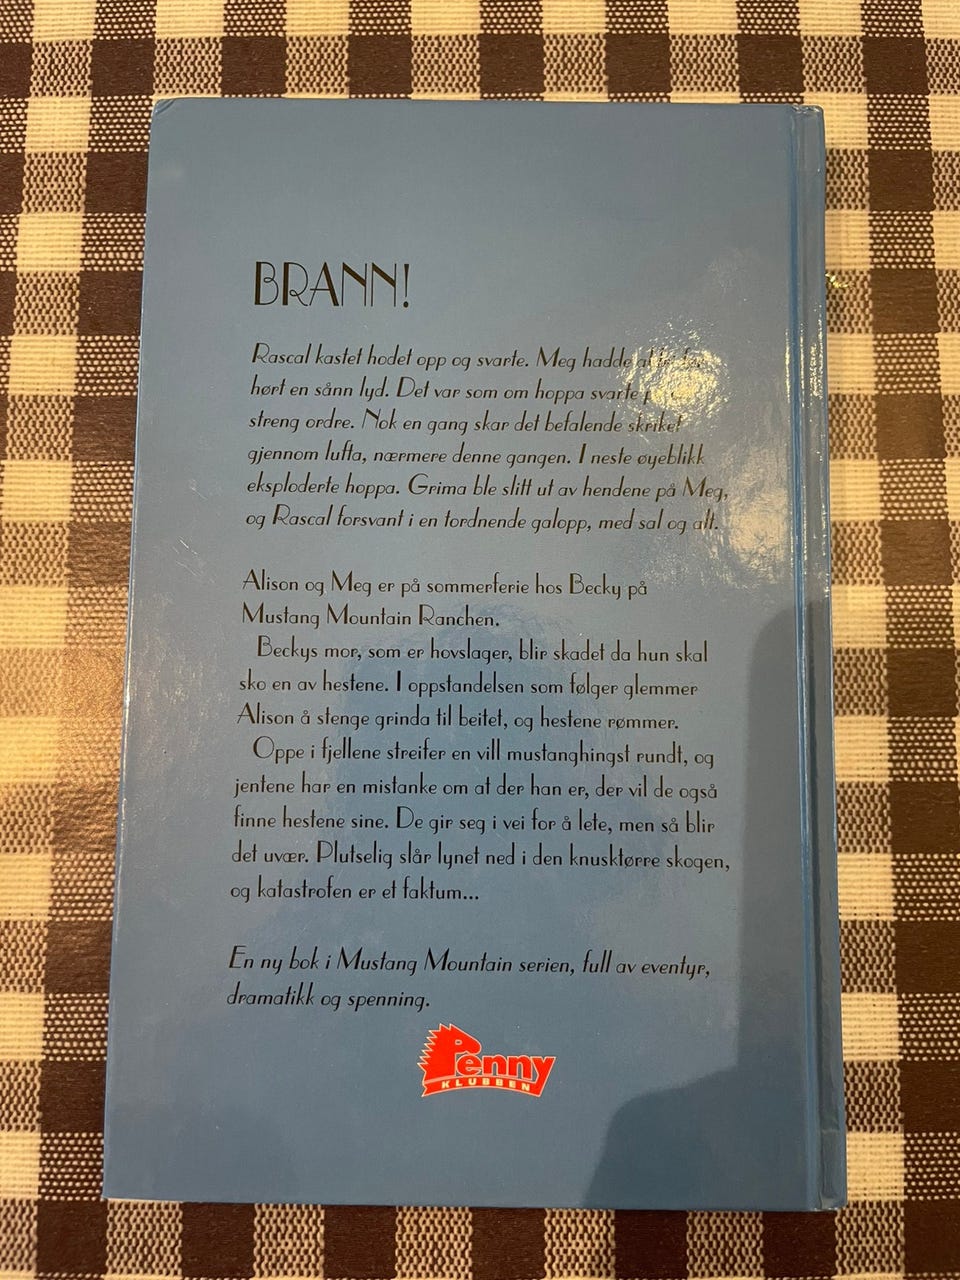 BRANN!
Rascal kastet hodet opp og svarte. Meg hadde
hørt en sånn lyd. Det var som om hoppa svarte
streng ordre. Nok en gang skar det befalende skriket
gjennom lufta, nærmere denne gangen. I neste øyeblikk
eksploderte hoppa. Grima ble slitt ut av hendene på Meg,
og Rascal forsvant i en tordnende galopp, med sal og alt.
Alison og Meg er på sommerferie hos Becky på
Mustang Mountain Ranchen.
Beckys mor, som er hovslager, blir skadet da hun skal
sko en av hestene. I oppstandelsen som følger glemmer
Alison å stenge grinda til beitet, og hestene rømmer.
Oppe i fjellene streifer en vill mustanghingst rundt, og
jentene har en mistanke om at der han er, der vil de også
finne hestene sine. De gir seg i vei for å lete, men så blir
det uvær. Plutselig slår lynet ned i den knusktørre skogen,
og katastrofen er et faktum...
En ny bok i Mustang Mountain serien, full av eventyr,
dramatikk og spenning.
Penny
KLUBBEN